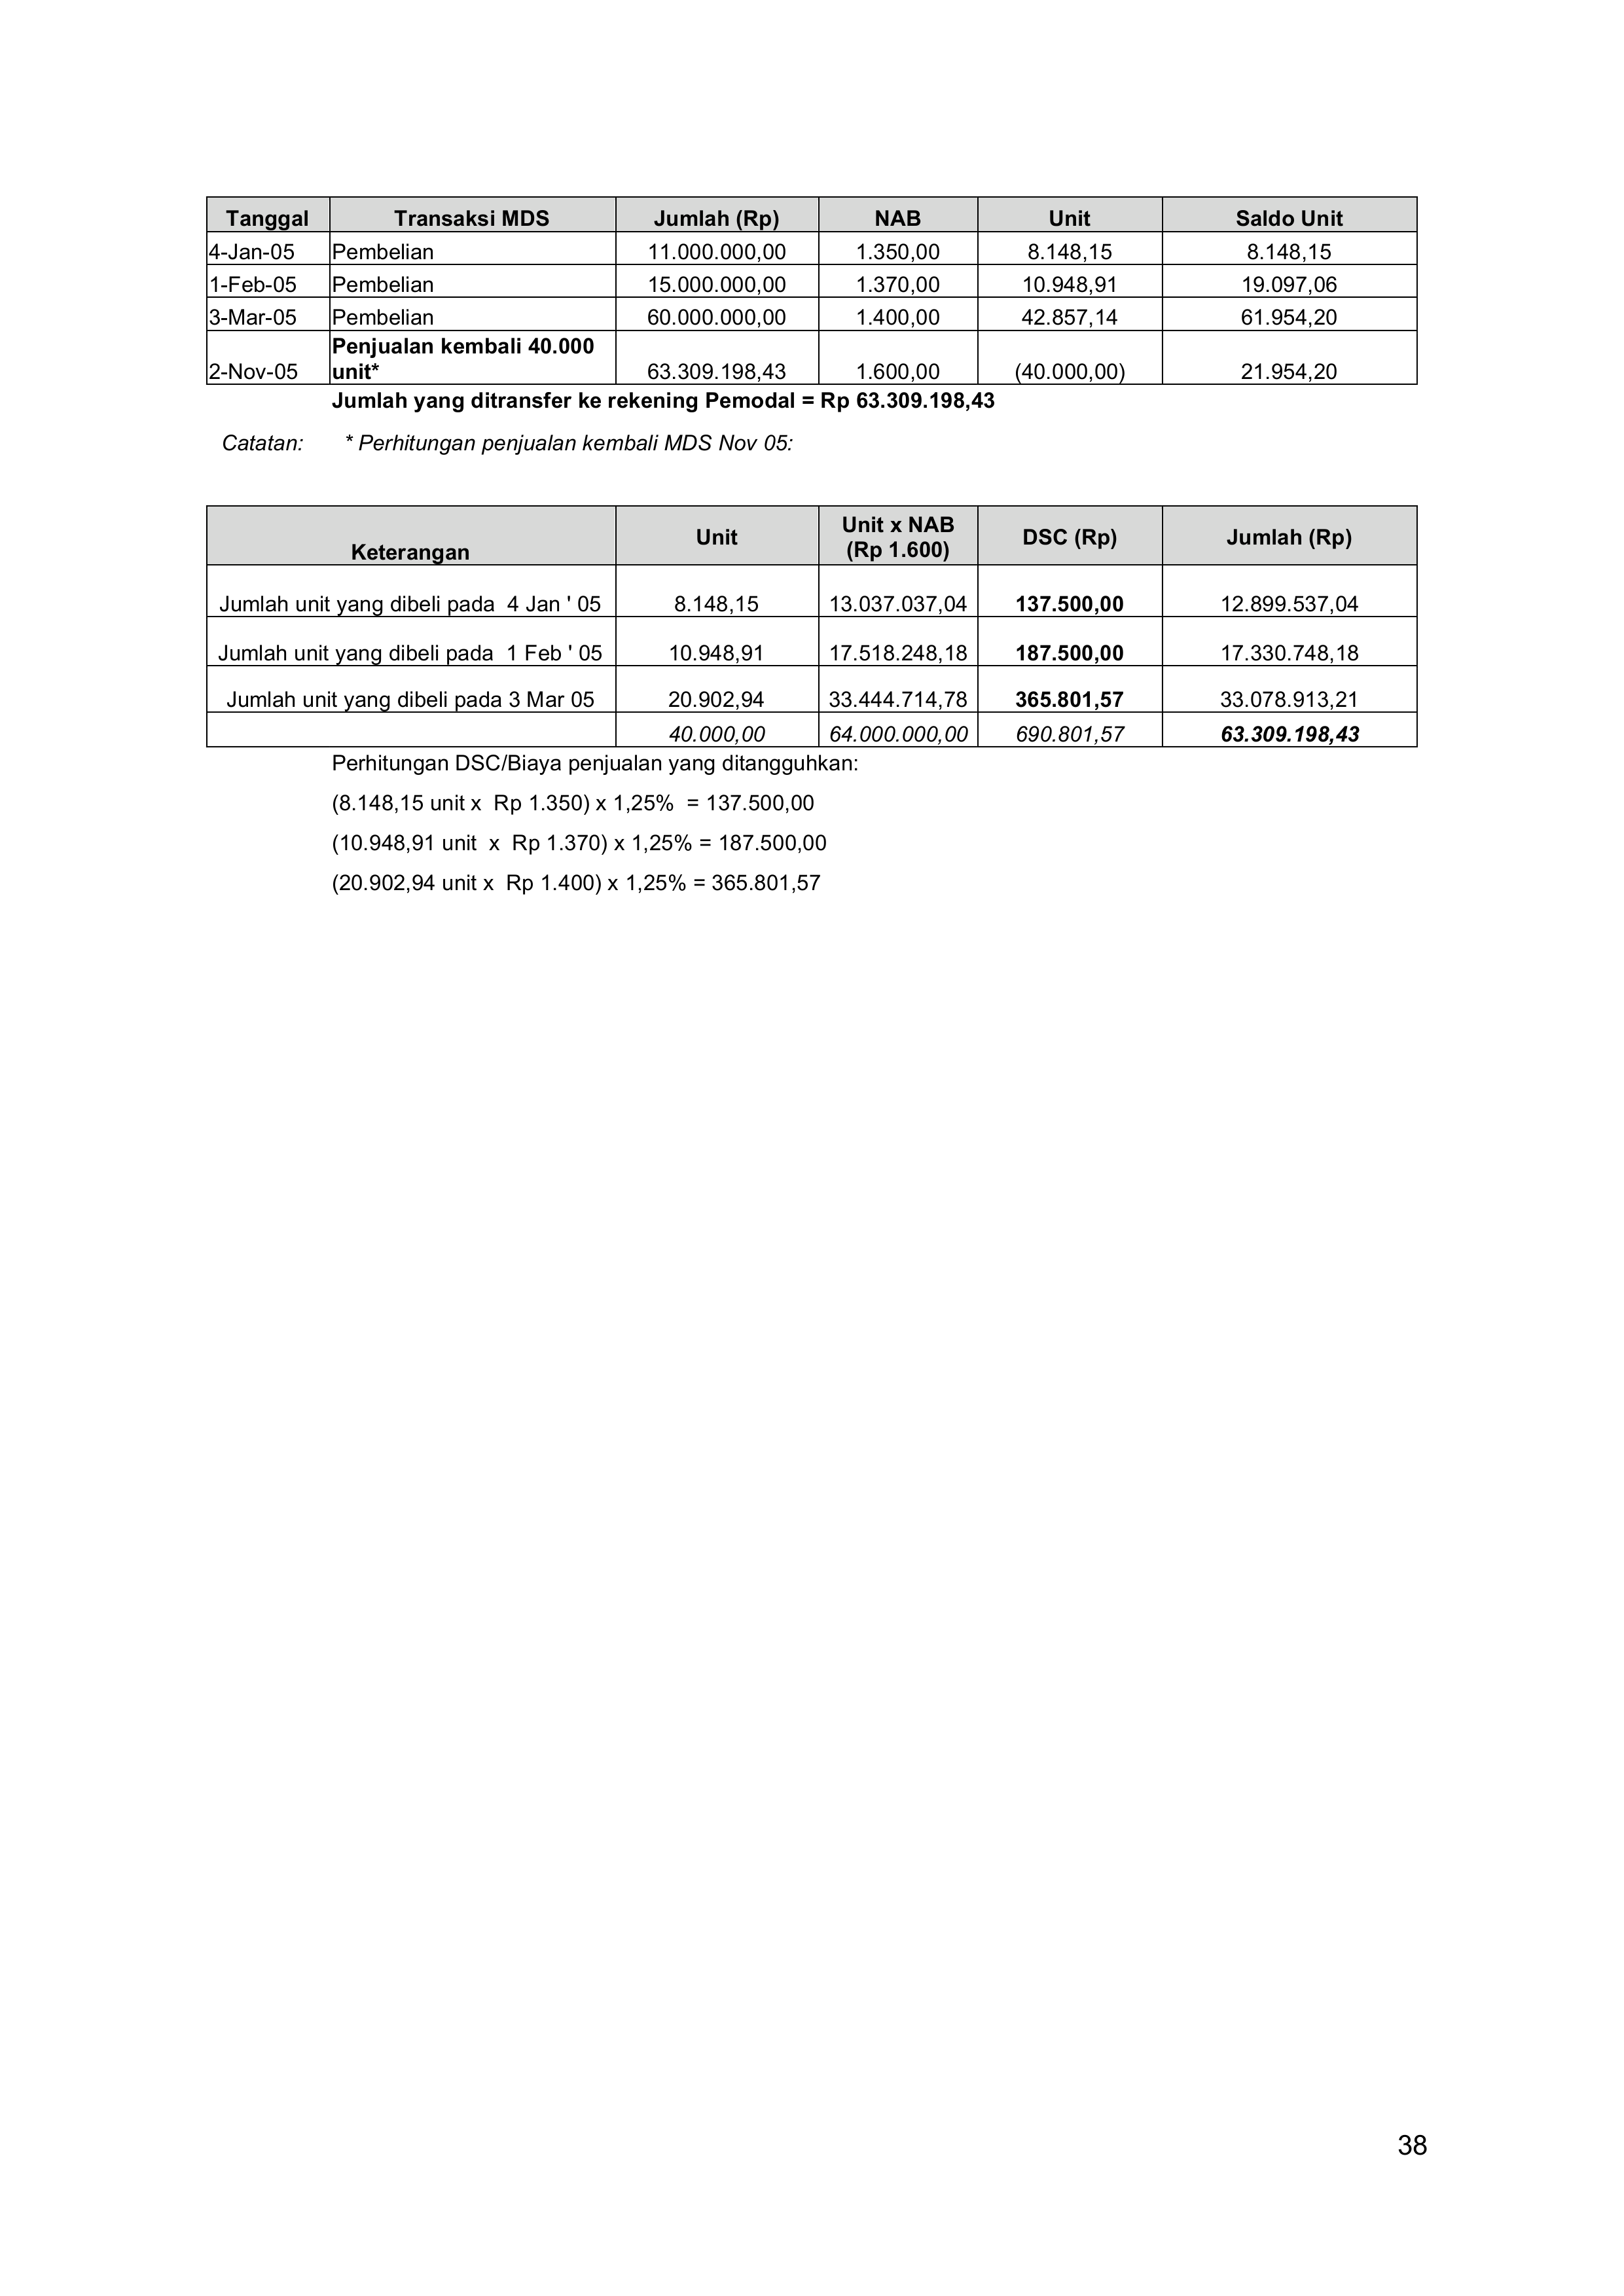 Tanggal Transaksi MDS Jumlah (Rp) NAB Unit Saldo Unit
4-Jan-05 Pembelian 11.000.000,00 1.350,00 8.148,15 8.148,15
1-Feb-05 Pembelian 15.000.000,00 1.370,00 10.948,91 19.097,06
3-Mar-05 Pembelian 60.000.000,00 1.400,00 42.857,14 61.954,20
Penjualan kembali 40.000
2-Nov-05 unit* 63.309.198,43 1.600,00 (40.000,00) 21.954,20
Jumlah yang ditransfer ke rekening Pemodal = Rp 63.309.198,43
Catatan: * Perhitungan penjualan kembali MDS Nov 05:
Keterangan Unit Unit x NAB (Rp 1.600) DSC (Rp) Jumlah (Rp)
Jumlah unit yang dibeli pada 4 Jan ' 05 8.148,15 13.037.037,04 137.500,00 12.899.537,04
Jumlah unit yang dibeli pada 1 Feb ' 05 10.948,91 17.518.248,18 187.500,00 17.330.748,18
Jumlah unit yang dibeli pada 3 Mar 05 20.902,94 33.444.714,78 365.801,57 33.078.913,21
40.000,00 64.000.000,00 690.801,57 63.309.198,43
Perhitungan DSC/Biaya penjualan yang ditangguhkan:
(8.148,15 unit x Rp 1.350) x 1,25% = 137.500,00
(10.948,91 unit x Rp 1.370) x 1,25% = 187.500,00
(20.902,94 unit x Rp 1.400) x 1,25% = 365.801,57
38